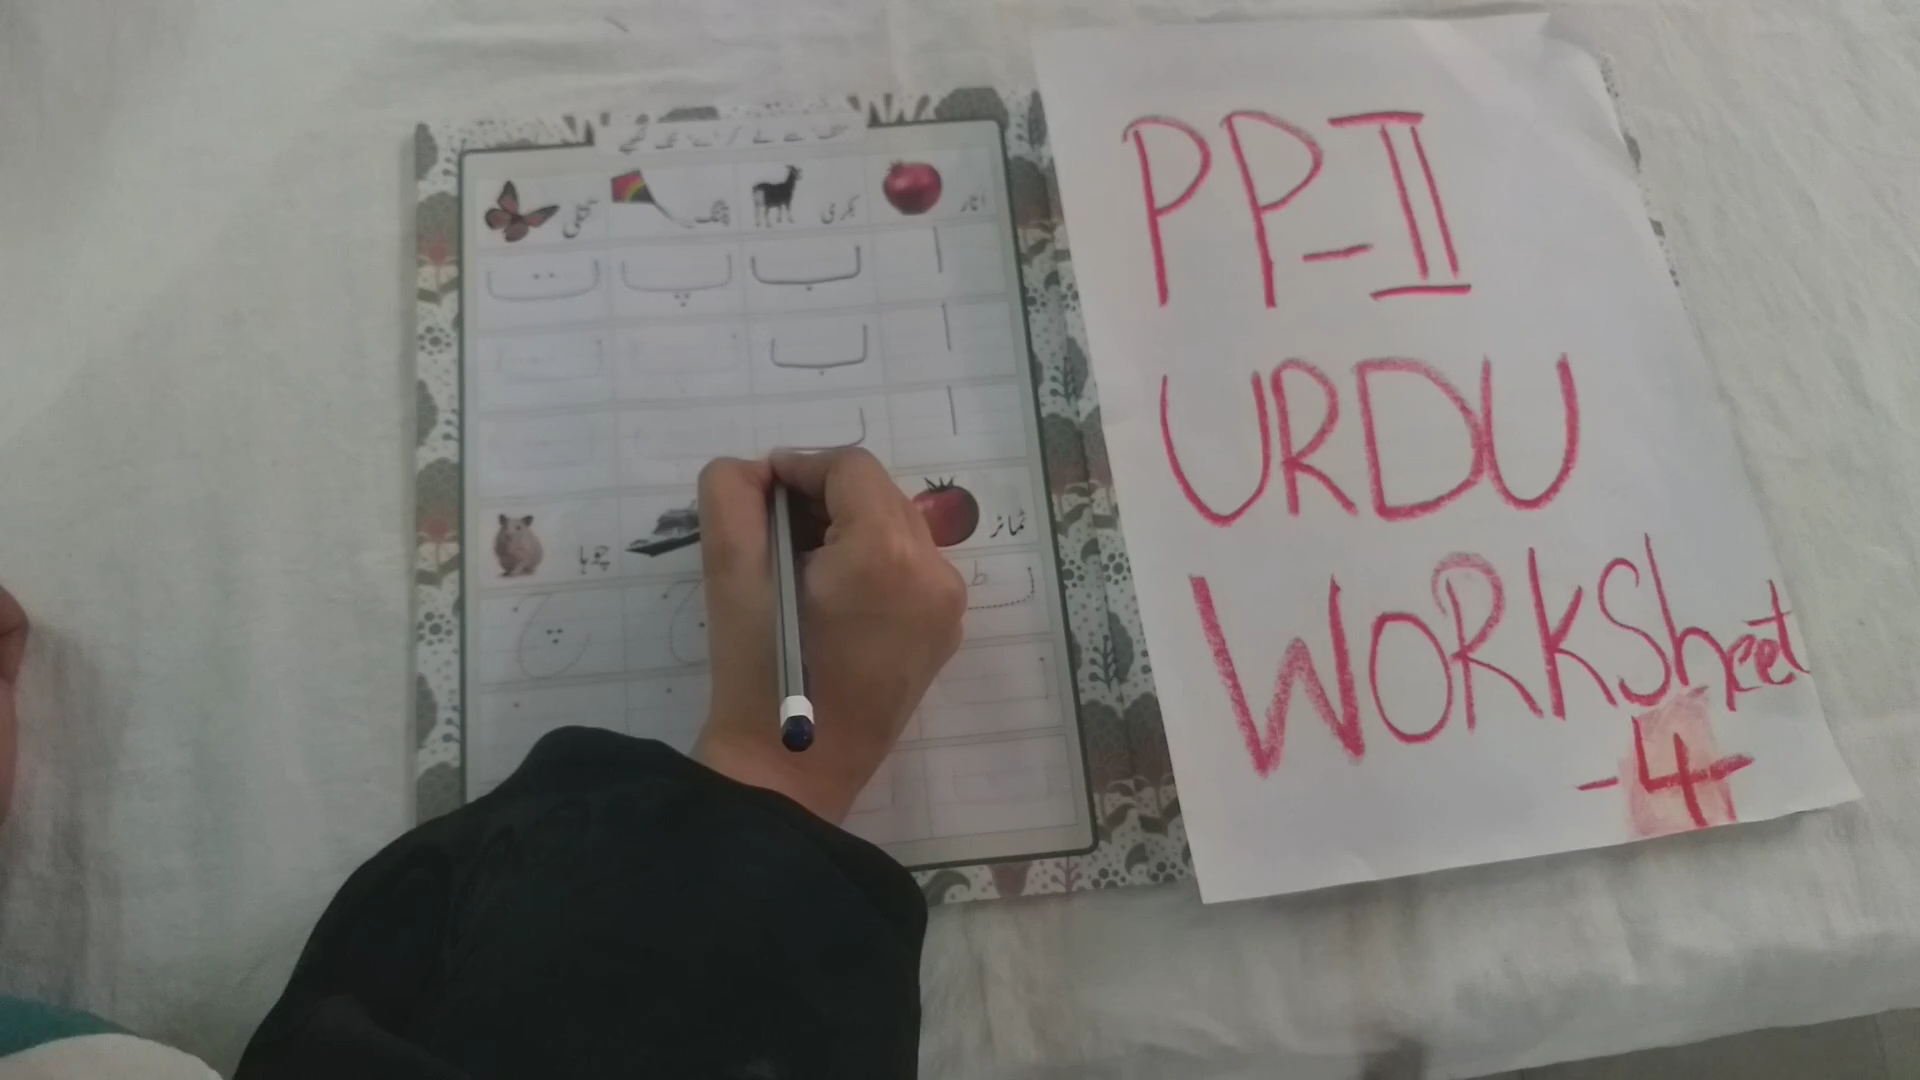 انار بکری پتنگ تتلی
ا ب پ ت
ا ب
ا
ٹماٹر چوہا
چ
PP-II
URDU
WORKSheet
-4-